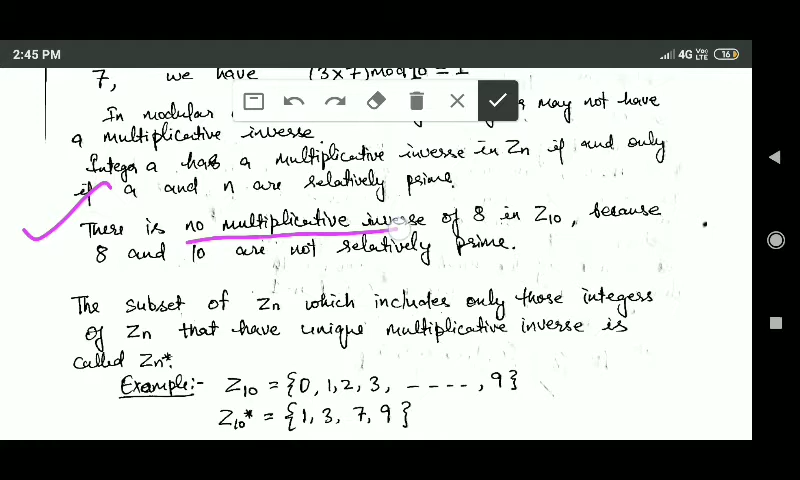 2:45 PM
4G VoLTE 16
7, we have (3x7)mod10 = 1
In modular may not have
a multiplicative inverse.
Integer a has a multiplicative inverse in Zn if and only
if a and n are relatively prime.
There is no multiplicative inverse of 8 in Z10, because
8 and 10 are not relatively prime.
The subset of Zn which includes only those integers
of Zn that have unique multiplicative inverse is
called Zn*.
Example:- Z10 = {0, 1, 2, 3, -----, 9}
Z10* = {1, 3, 7, 9}